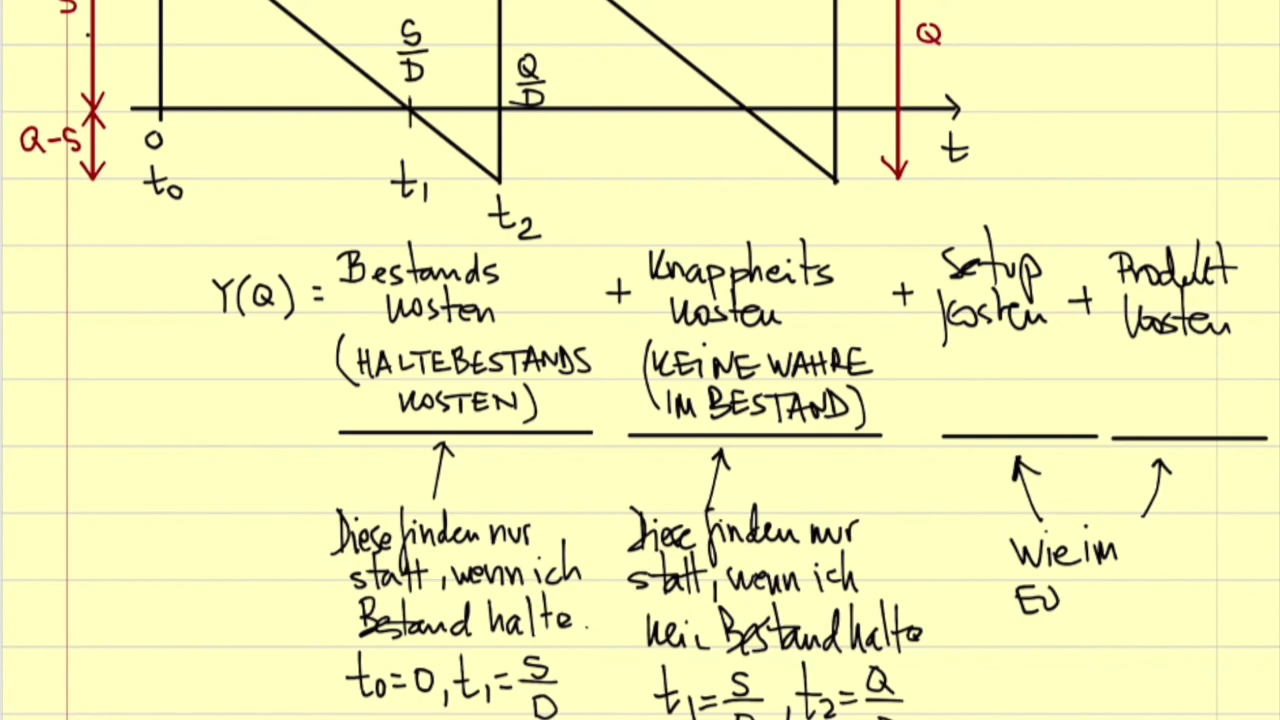 S
S/D
Q/D
Q
Q-S
0
t
t₀
t₁
t₂
Y(Q) = Bestands kosten + Knappheits kosten + Setup kosten + Produkt kosten
(HALTEBESTANDS KOSTEN)
(KEINE WAHRE IM BESTAND)
Diese finden nur
statt, wenn ich
Bestand halte.
t₀=0, t₁=S/D
Diese finden nur
statt, wenn ich
kein Bestand halte
t₁=S/D, t₂=Q/D
Wie im